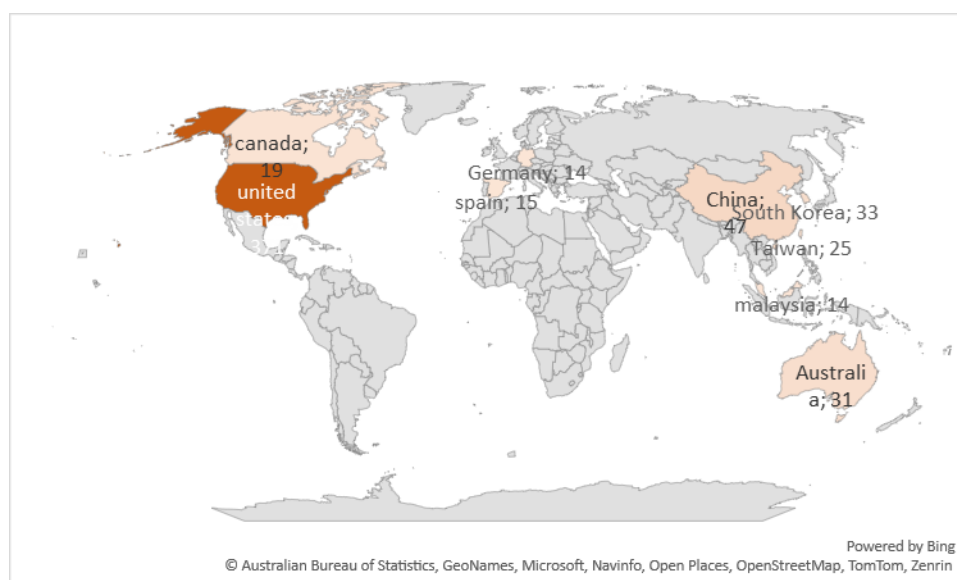 canada;
19
united
states;
Germany; 14
spain; 15
China;
47
South Korea; 33
Taiwan; 25
malaysia; 14
Australi
a; 31
Powered by Bing
© Australian Bureau of Statistics, GeoNames, Microsoft, Navinfo, Open Places, OpenStreetMap, TomTom, Zenrin